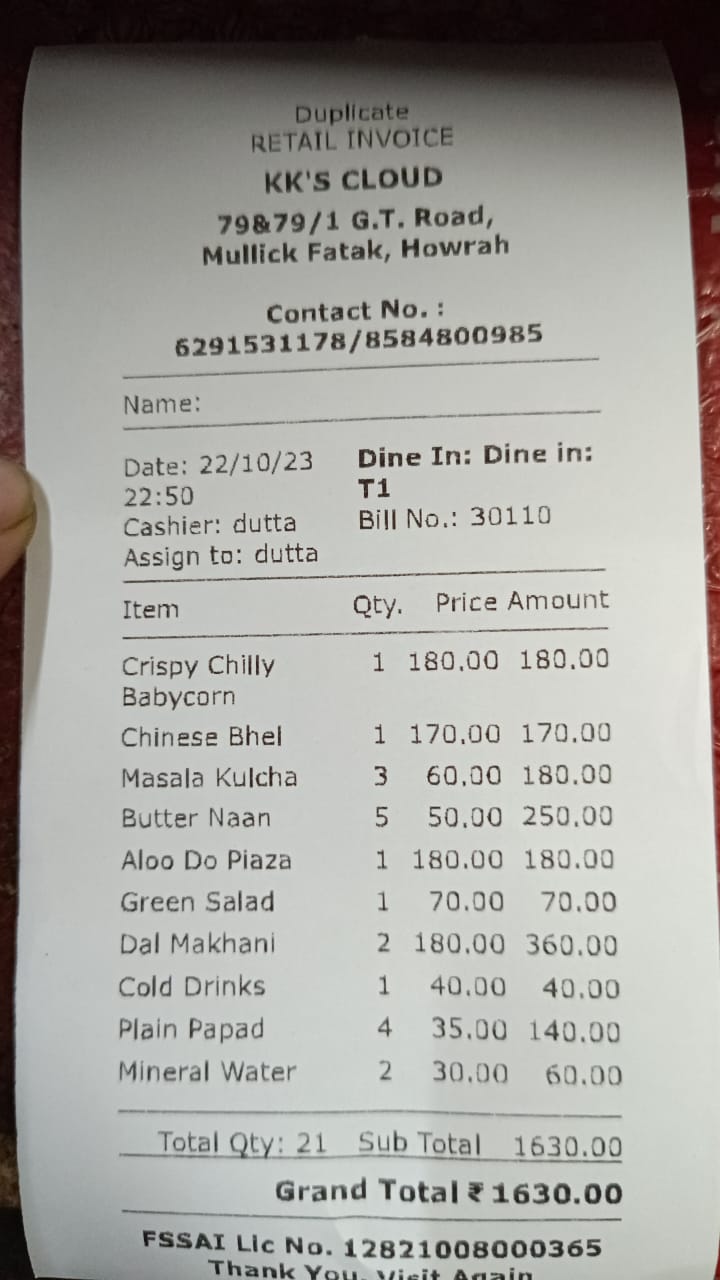 Duplicate
RETAIL INVOICE
KK'S CLOUD
79&79/1 G.T. Road,
Mullick Fatak, Howrah
Contact No. :
6291531178/8584800985
Name:
Date: 22/10/23 Dine In: Dine in:
22:50 T1
Cashier: dutta Bill No.: 30110
Assign to: dutta
Item Qty. Price Amount
Crispy Chilly 1 180.00 180.00
Babycorn
Chinese Bhel 1 170.00 170.00
Masala Kulcha 3 60.00 180.00
Butter Naan 5 50.00 250.00
Aloo Do Piaza 1 180.00 180.00
Green Salad 1 70.00 70.00
Dal Makhani 2 180.00 360.00
Cold Drinks 1 40.00 40.00
Plain Papad 4 35.00 140.00
Mineral Water 2 30.00 60.00
Total Qty: 21 Sub Total 1630.00
Grand Total ₹ 1630.00
FSSAI Lic No. 12821008000365
Thank You, Visit Again